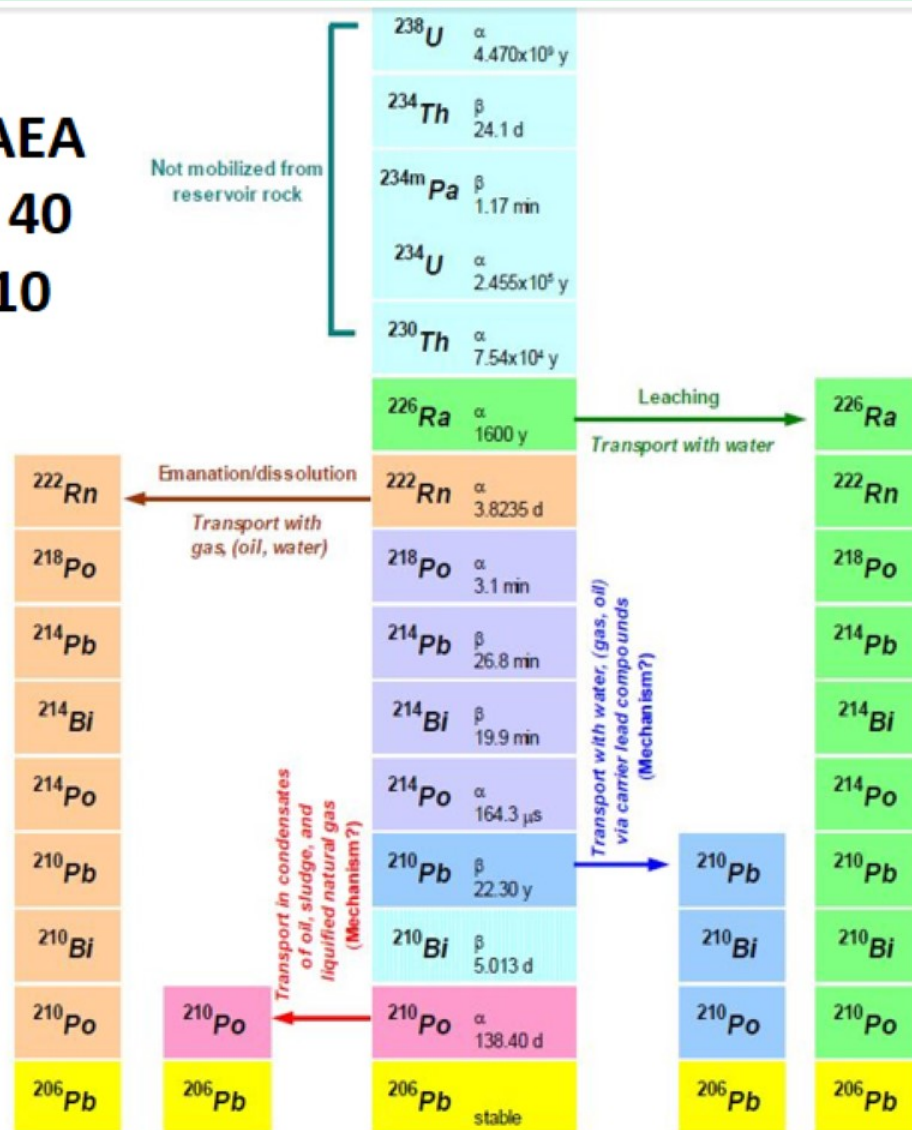 AEA
40
10
Not mobilized from
reservoir rock
²³⁸U α
4.470x10⁹ y
²³⁴Th β
24.1 d
²³⁴ᵐPa β
1.17 min
²³⁴U α
2.455x10⁵ y
²³⁰Th α
7.54x10⁴ y
²²⁶Ra α
1600 y
Leaching
Transport with water
²²⁶Ra
²²²Rn
Emanation/dissolution
Transport with
gas, (oil, water)
²²²Rn α
3.8235 d
²²²Rn
²¹⁸Po
²¹⁸Po α
3.1 min
²¹⁸Po
²¹⁴Pb
²¹⁴Pb β
26.8 min
²¹⁴Pb
²¹⁴Bi
²¹⁴Bi β
19.9 min
Transport with water, (gas, oil)
via carrier lead compounds
(Mechanism?)
²¹⁴Bi
²¹⁴Po
²¹⁴Po α
164.3 µs
²¹⁴Po
²¹⁰Pb
Transport in condensates
of oil, sludge, and
liquified natural gas
(Mechanism?)
²¹⁰Pb β
22.30 y
²¹⁰Pb
²¹⁰Pb
²¹⁰Bi
²¹⁰Bi β
5.013 d
²¹⁰Bi
²¹⁰Bi
²¹⁰Po
²¹⁰Po
²¹⁰Po α
138.40 d
²¹⁰Po
²¹⁰Po
²⁰⁶Pb
²⁰⁶Pb
²⁰⁶Pb stable
²⁰⁶Pb
²⁰⁶Pb